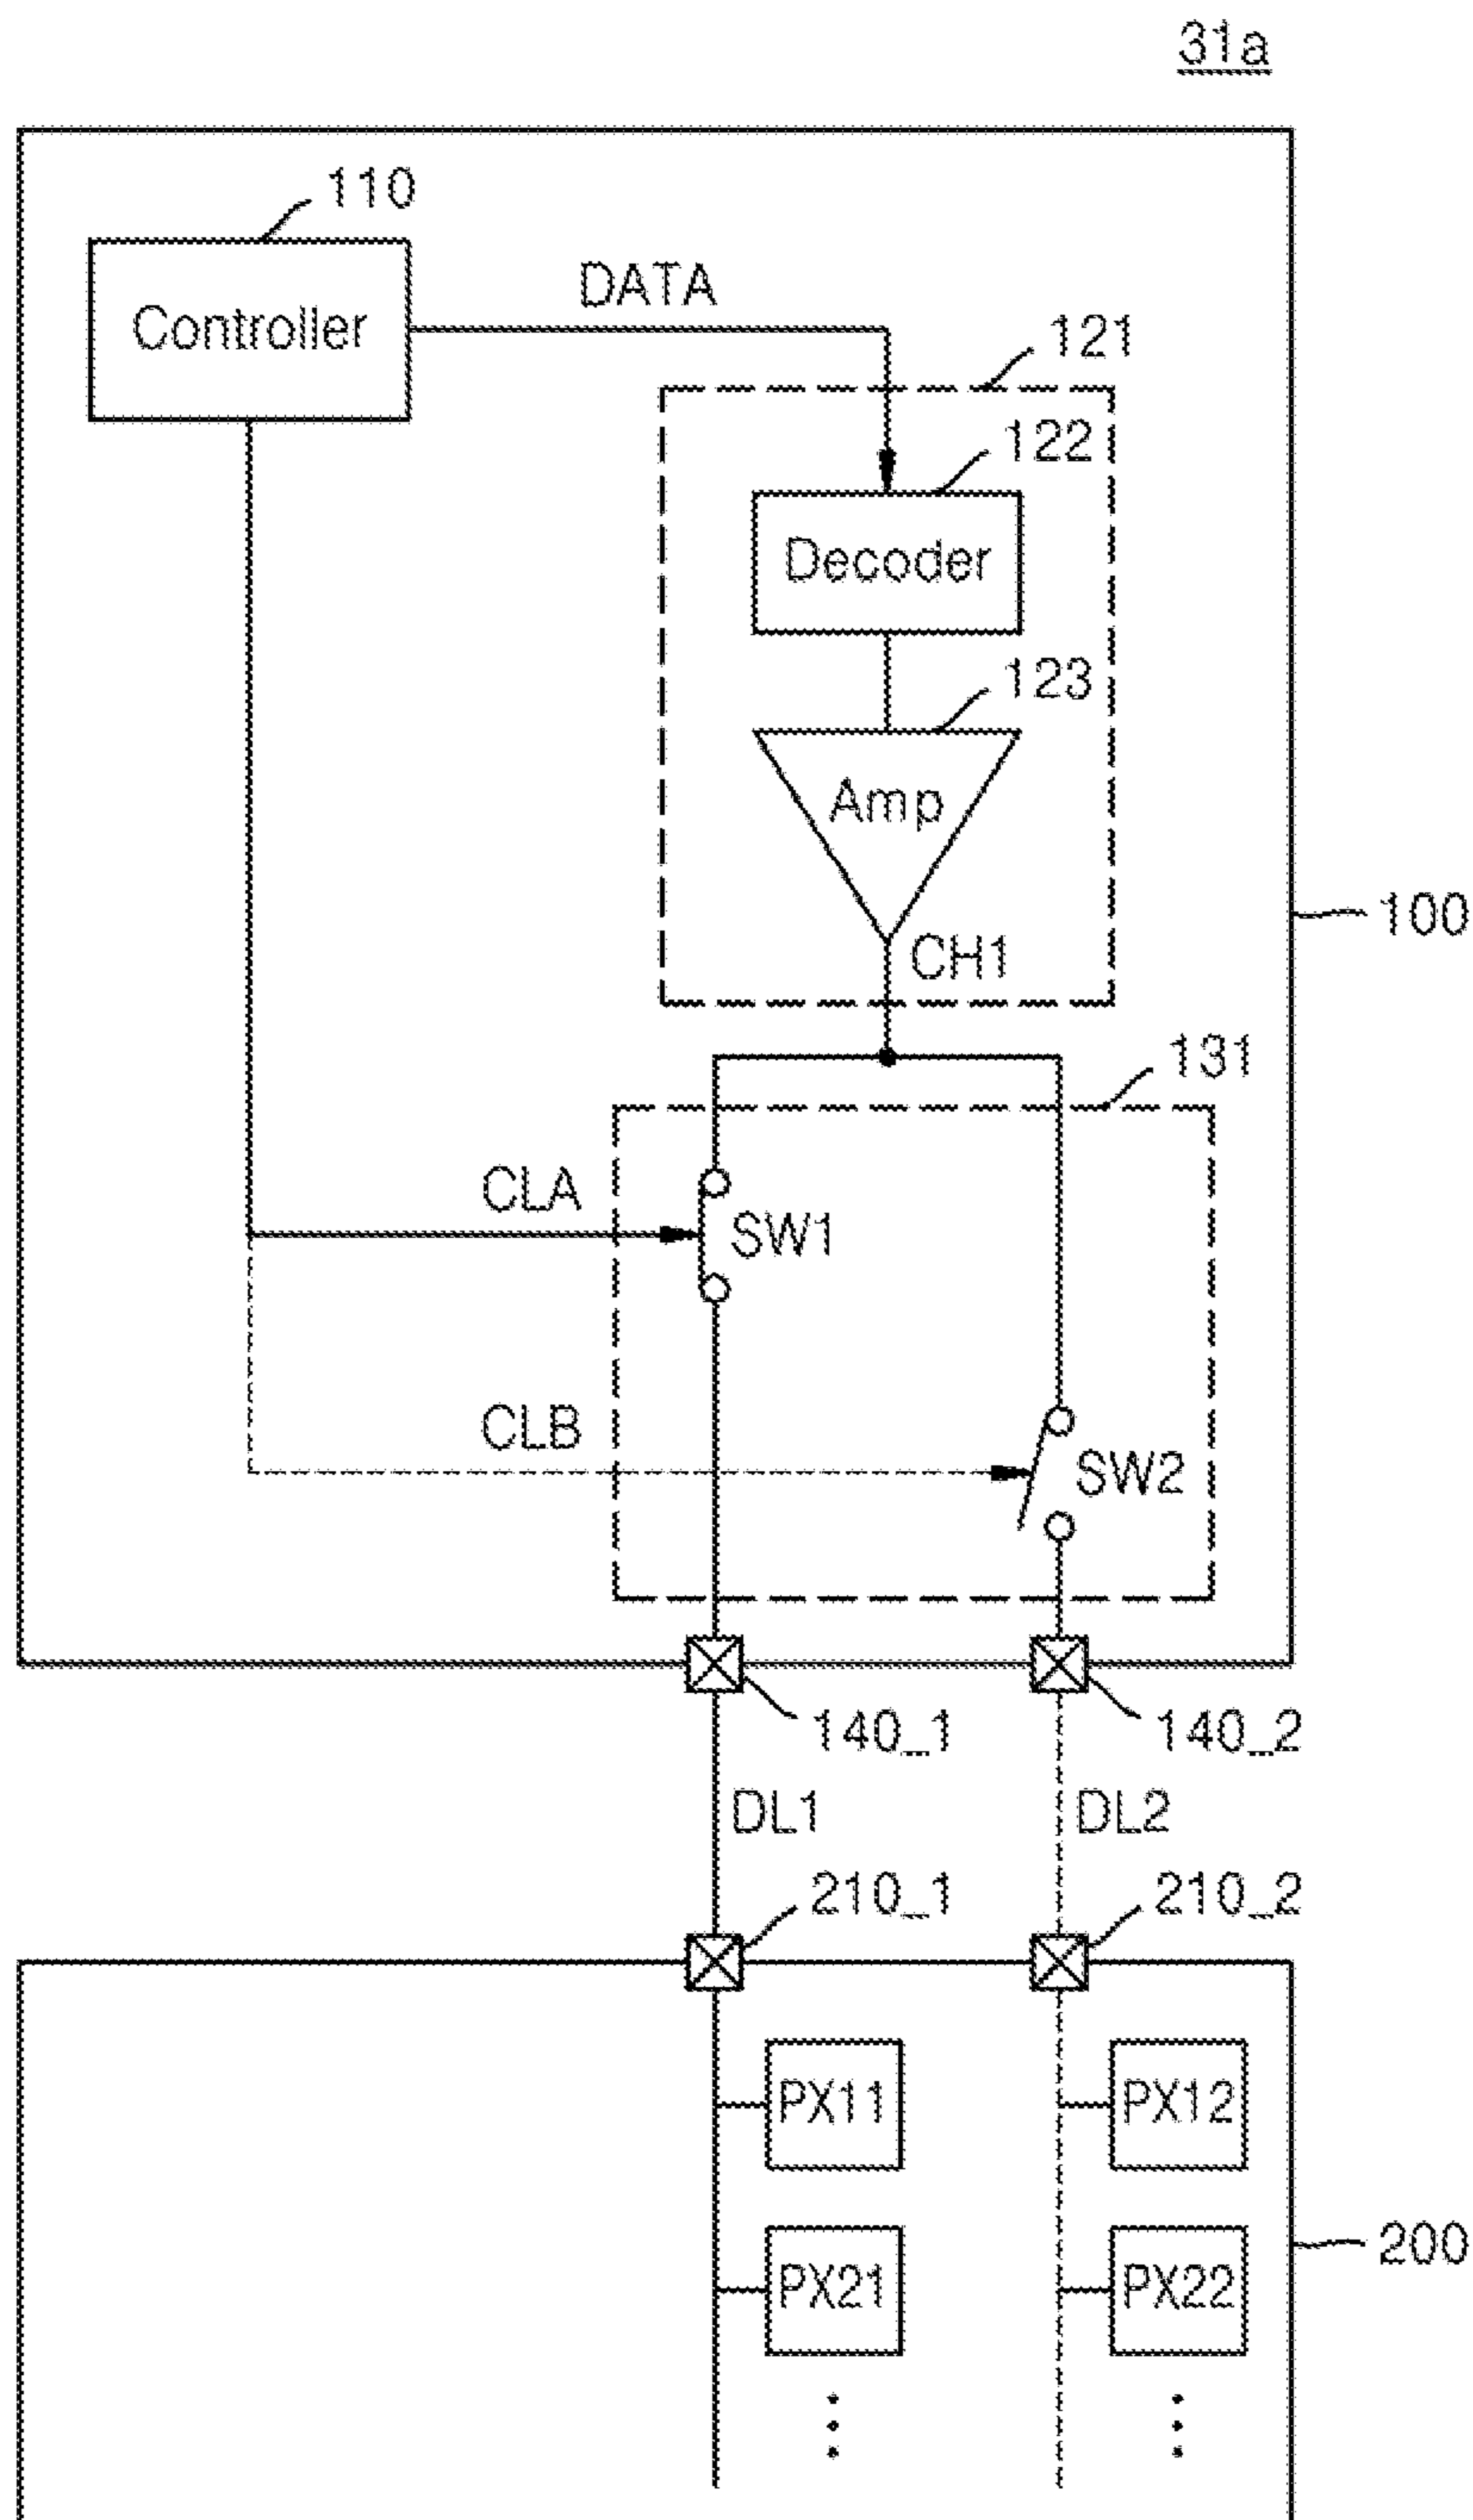 31a
110
Controller
DATA
121
122
Decoder
123
Amp
CH1
100
131
CLA
SW1
CLB
SW2
140_1
140_2
DL1
DL2
210_1
210_2
PX11
PX12
PX21
PX22
200